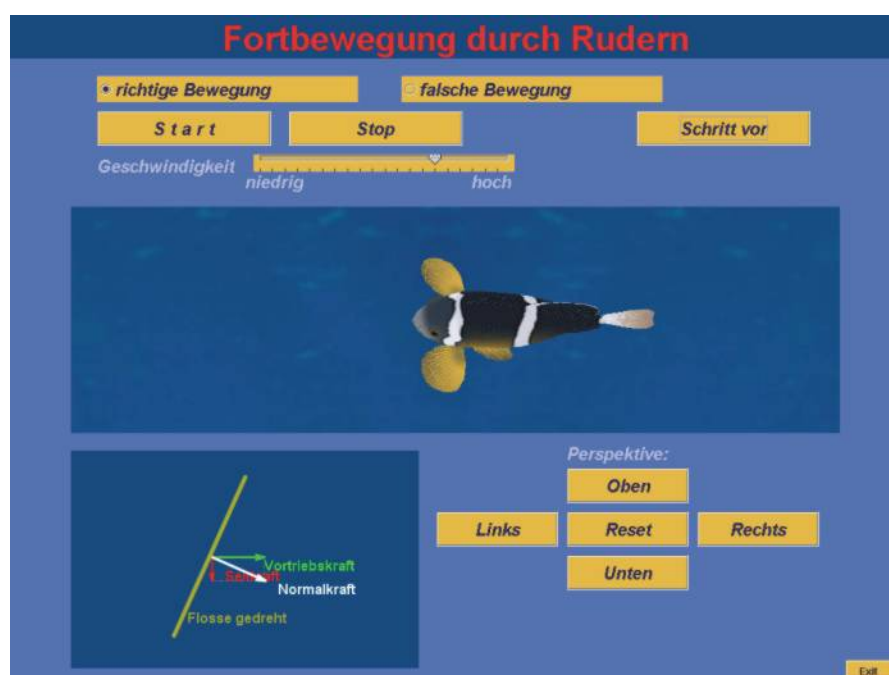 Fortbewegung durch Rudern
richtige Bewegung falsche Bewegung
Start Stop Schritt vor
Geschwindigkeit
niedrig hoch
Perspektive:
Oben
Links Reset Rechts
Unten
Vortriebskraft
Normalkraft
Flosse gedreht
Exit